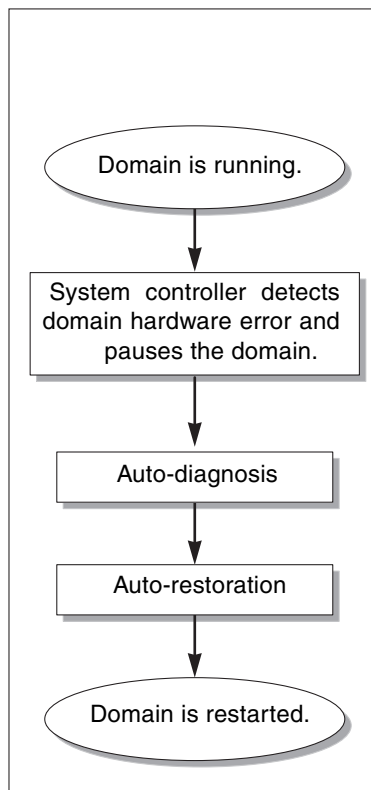 Domain is running.
System controller detects
domain hardware error and
pauses the domain.
Auto-diagnosis
Auto-restoration
Domain is restarted.